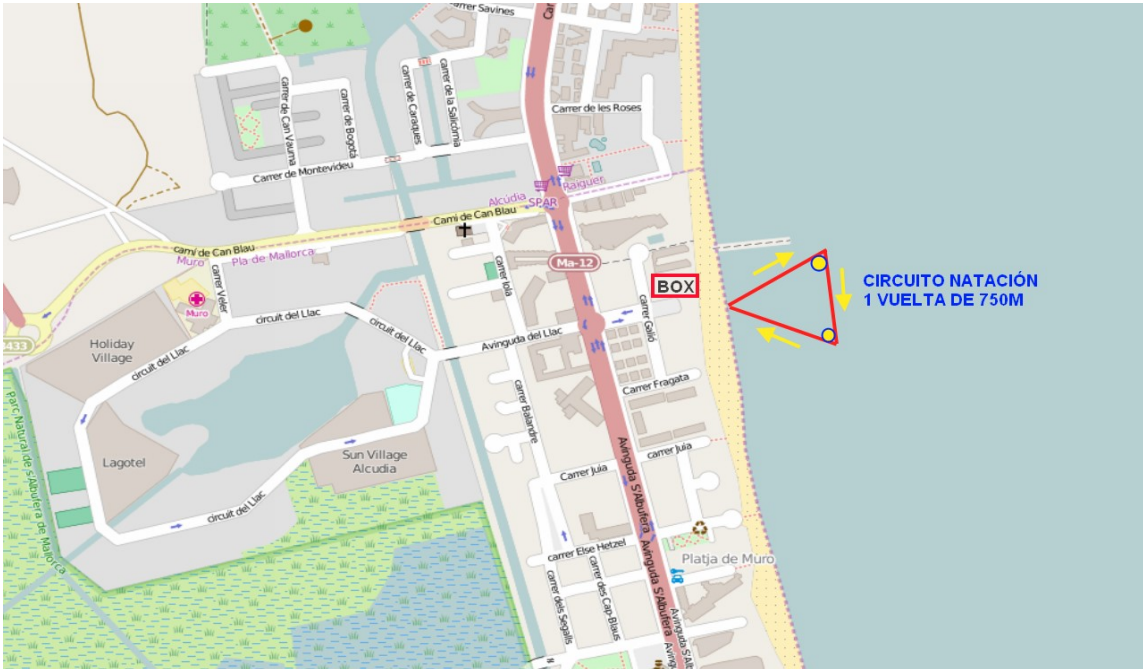 carrer Savines
carrer de Can Vauma
carrer de Bogotá
carrer de Caraques
carrer de la Salicòrnia
Carrer de les Roses
Carrer de Montevideu
Alcúdia
Raiguer
SPAR
Camí de Can Blau
camí de Can Blau
Muro
Pla de Mallorca
carrer Veler
Muro
Ma-12
BOX
CIRCUITO NATACIÓN
1 VUELTA DE 750M
carrer Iola
carrer Galió
circuit del Llac
circuit del Llac
Avinguda del Llac
Holiday
Village
circuit del Llac
Carrer Fragata
carrer Balandre
Parc Natural de s'Albufera de Mallorca
Lagotel
Sun Village
Alcudia
circuit del Llac
Avinguda S'Albufera
carrer Juia
Carrer Juia
carrer Else Hetzel
Platja de Muro
carrer des Cap-Blaus
carrer dels Segalls
Avinguda S'Albufera
Avinguda S'Albufera